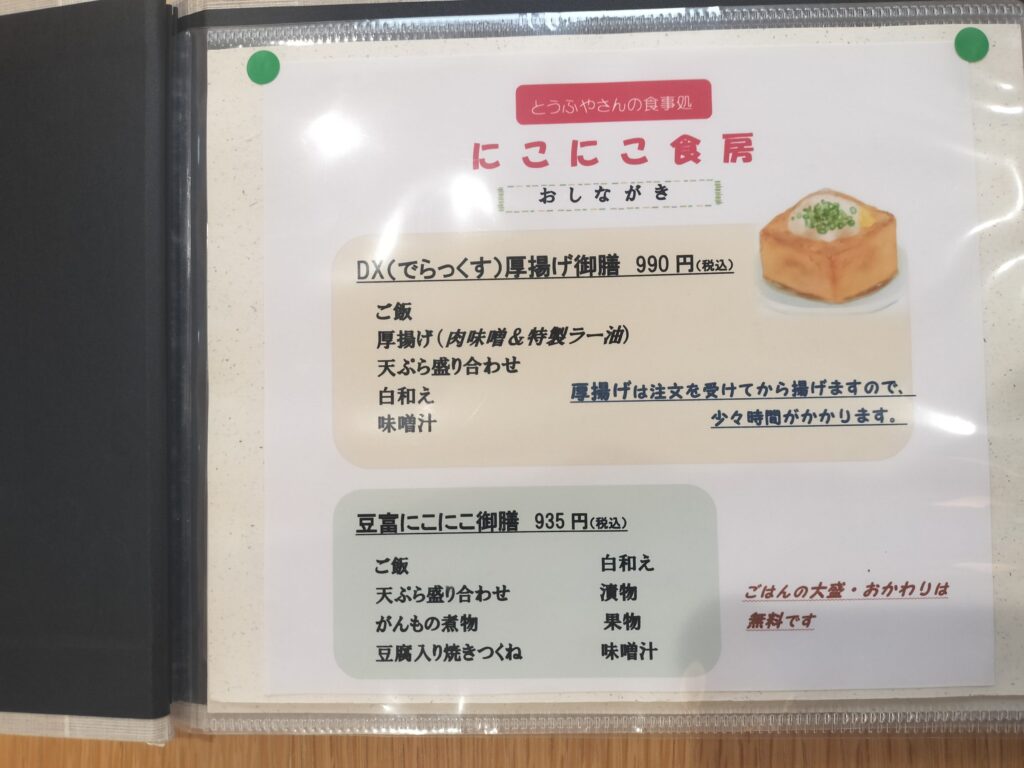 とうふやさんの食事処
にこにこ食房
おしながき
DX(でらっくす)厚揚げ御膳 990円(税込)
ご飯
厚揚げ(肉味噌&特製ラー油)
天ぷら盛り合わせ
白和え
味噌汁
厚揚げは注文を受けてから揚げますので、
少々時間がかかります。
豆富にこにこ御膳 935円(税込)
ご飯
天ぷら盛り合わせ
がんもの煮物
豆腐入り焼きつくね
白和え
漬物
果物
味噌汁
ごはんの大盛・おかわりは
無料です